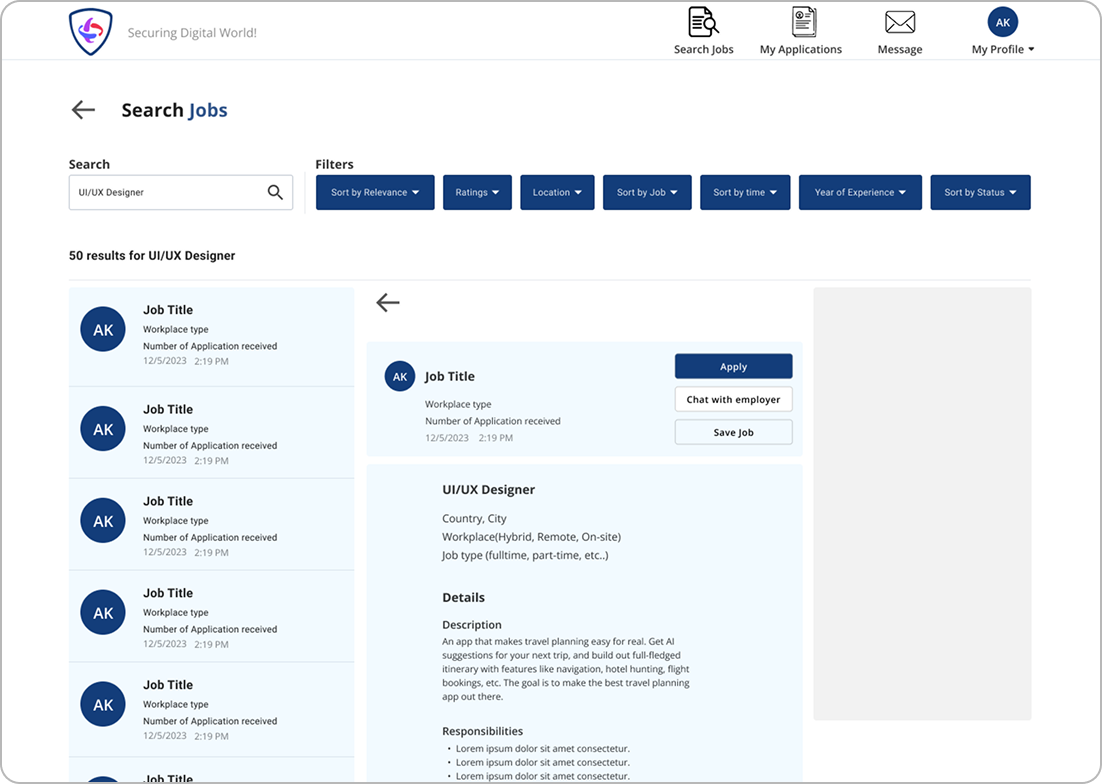 Securing Digital World!
Search Jobs
My Applications
Message
AK
My Profile
Search Jobs
Search
UI/UX Designer
Filters
Sort by Relevance
Ratings
Location
Sort by Job
Sort by time
Year of Experience
Sort by Status
50 results for UI/UX Designer
AK
Job Title
Workplace type
Number of Application received
12/5/2023 2:19 PM
AK
Job Title
Workplace type
Number of Application received
12/5/2023 2:19 PM
AK
Job Title
Workplace type
Number of Application received
12/5/2023 2:19 PM
AK
Job Title
Workplace type
Number of Application received
12/5/2023 2:19 PM
AK
Job Title
Workplace type
Number of Application received
12/5/2023 2:19 PM
Job Title
AK
Job Title
Workplace type
Number of Application received
12/5/2023 2:19 PM
Apply
Chat with employer
Save Job
UI/UX Designer
Country, City
Workplace(Hybrid, Remote, On-site)
Job type (fulltime, part-time, etc..)
Details
Description
An app that makes travel planning easy for real. Get AI
suggestions for your next trip, and build out full-fledged
itinerary with features like navigation, hotel hunting, flight
bookings, etc. The goal is to make the best travel planning
app out there.
Responsibilities
• Lorem ipsum dolor sit amet consectetur.
• Lorem ipsum dolor sit amet consectetur.
• Lorem ipsum dolor sit amet consectetur.